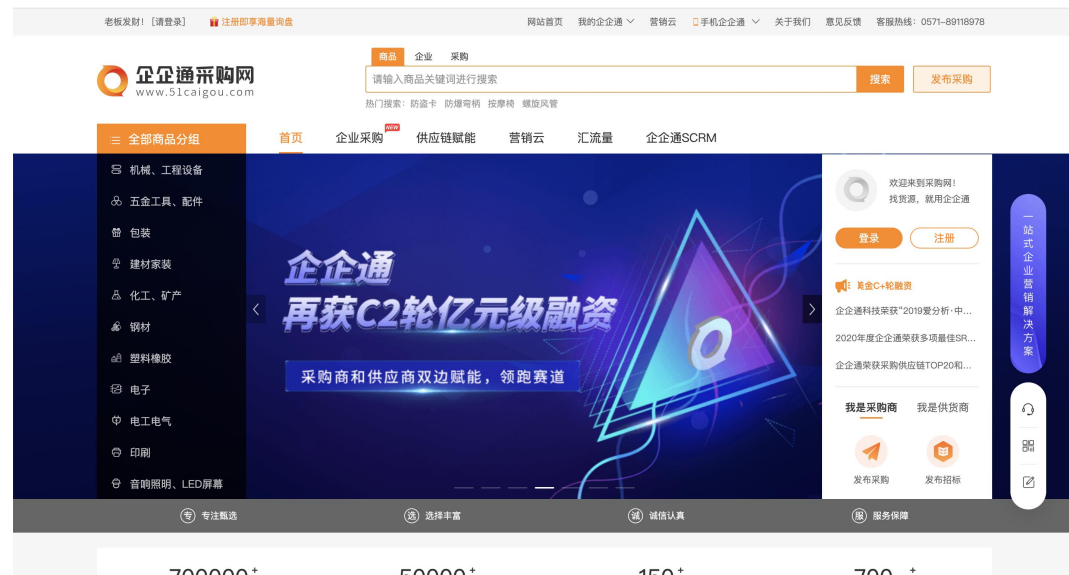 老板发财! [请登录] 注册即享海量询盘 网站首页 我的企企通 营销云 手机企企通 关于我们 意见反馈 客服热线: 0571-89118978
商品 企业 采购
企企通采购网
www.51caigou.com
请输入商品关键词进行搜索 搜索 发布采购
热门搜索: 防盗卡 防爆弯柄 按摩椅 螺旋风管
全部商品分组 首页 企业采购 NEW 供应链赋能 营销云 汇流量 企企通SCRM
机械、工程设备
五金工具、配件
包装
建材家装
化工、矿产
钢材
塑料橡胶
电子
电工电气
印刷
音响照明、LED屏幕
企企通
再获C2轮亿元级融资
采购商和供应商双边赋能，领跑赛道
欢迎来到采购网!
找货源，就用企企通
登录 注册
金C+轮融资
企企通科技荣获"2019爱分析·中...
2020年度企企通荣获多项最佳SR...
企企通荣获采购供应链TOP20和...
我是采购商 我是供货商
发布采购 发布招标
一站式企业营销解决方案
专 专注甄选 选 选择丰富 诚 诚信认真 服 服务保障
700000+ 50000+ 150+ 700 +